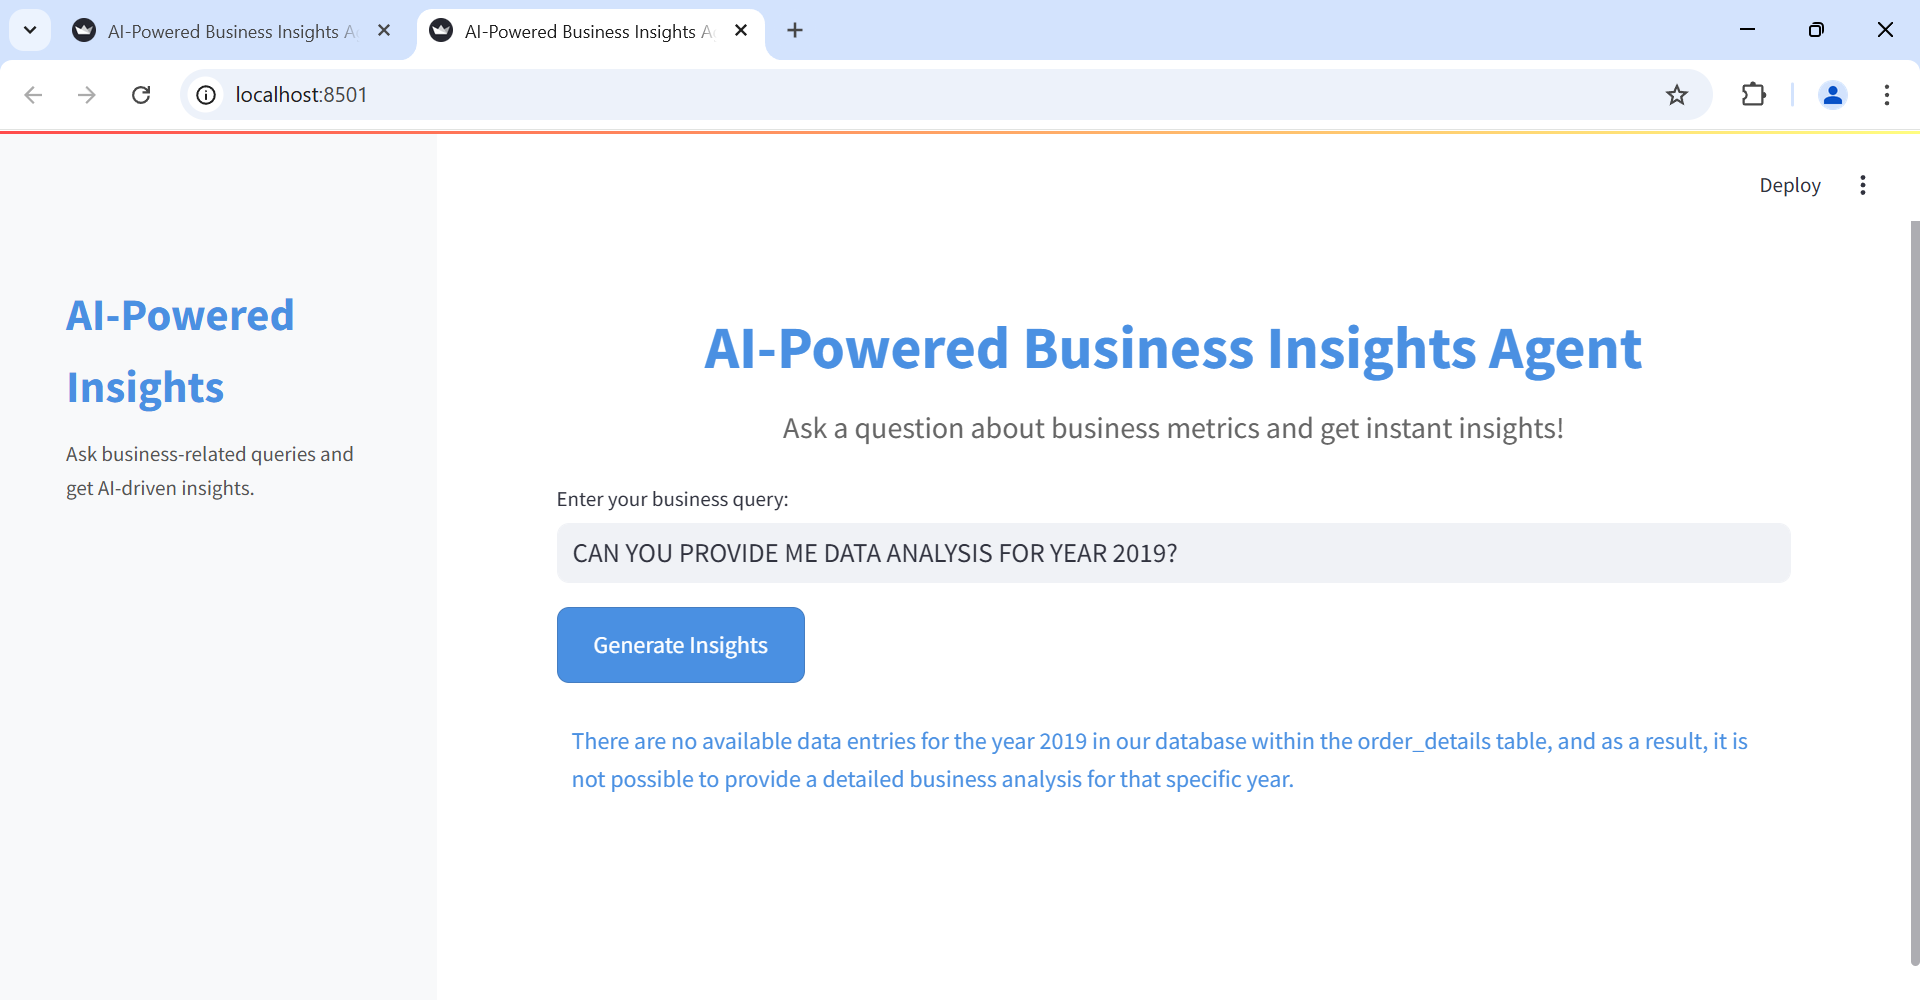 AI-Powered Business Insights A
AI-Powered Business Insights A
localhost:8501
Deploy
AI-Powered
Insights
Ask business-related queries and
get AI-driven insights.
AI-Powered Business Insights Agent
Ask a question about business metrics and get instant insights!
Enter your business query:
CAN YOU PROVIDE ME DATA ANALYSIS FOR YEAR 2019?
Generate Insights
There are no available data entries for the year 2019 in our database within the order_details table, and as a result, it is
not possible to provide a detailed business analysis for that specific year.